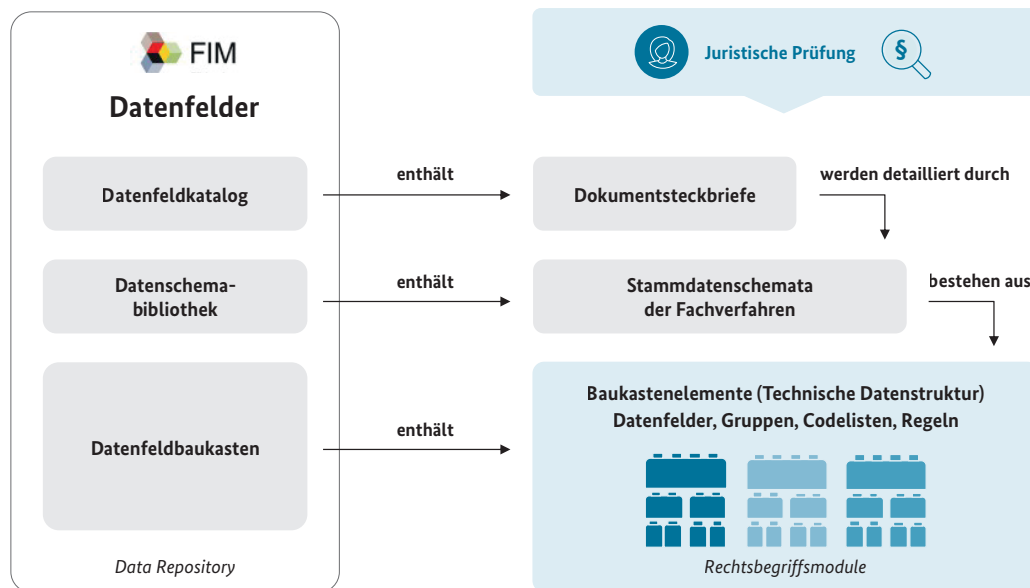 FIM
Datenfelder
Datenfeldkatalog
Datenschema-
bibliothek
Datenfeldbaukasten
Data Repository
enthält
enthält
enthält
§
Juristische Prüfung
Dokumentsteckbriefe
werden detailliert durch
Stammdatenschemata
der Fachverfahren
bestehen aus
Baukastenelemente (Technische Datenstruktur)
Datenfelder, Gruppen, Codelisten, Regeln
Rechtsbegriffsmodule